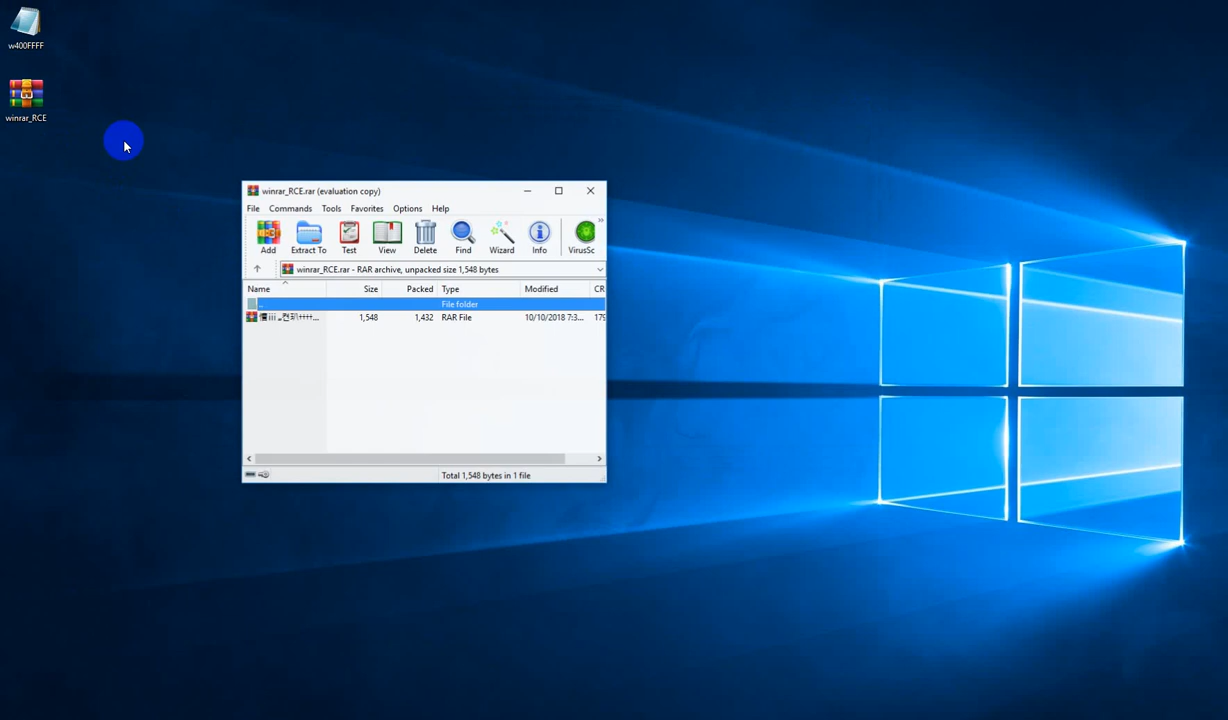 w400FFFF
winrar_RCE
winrar_RCE.rar (evaluation copy)
File Commands Tools Favorites Options Help
Add Extract To Test View Delete Find Wizard Info VirusSc
winrar_RCE.rar - RAR archive, unpacked size 1,548 bytes
Name Size Packed Type Modified CR
.. File folder
1,548 1,432 RAR File 10/10/2018 7:3... 179
Total 1,548 bytes in 1 file